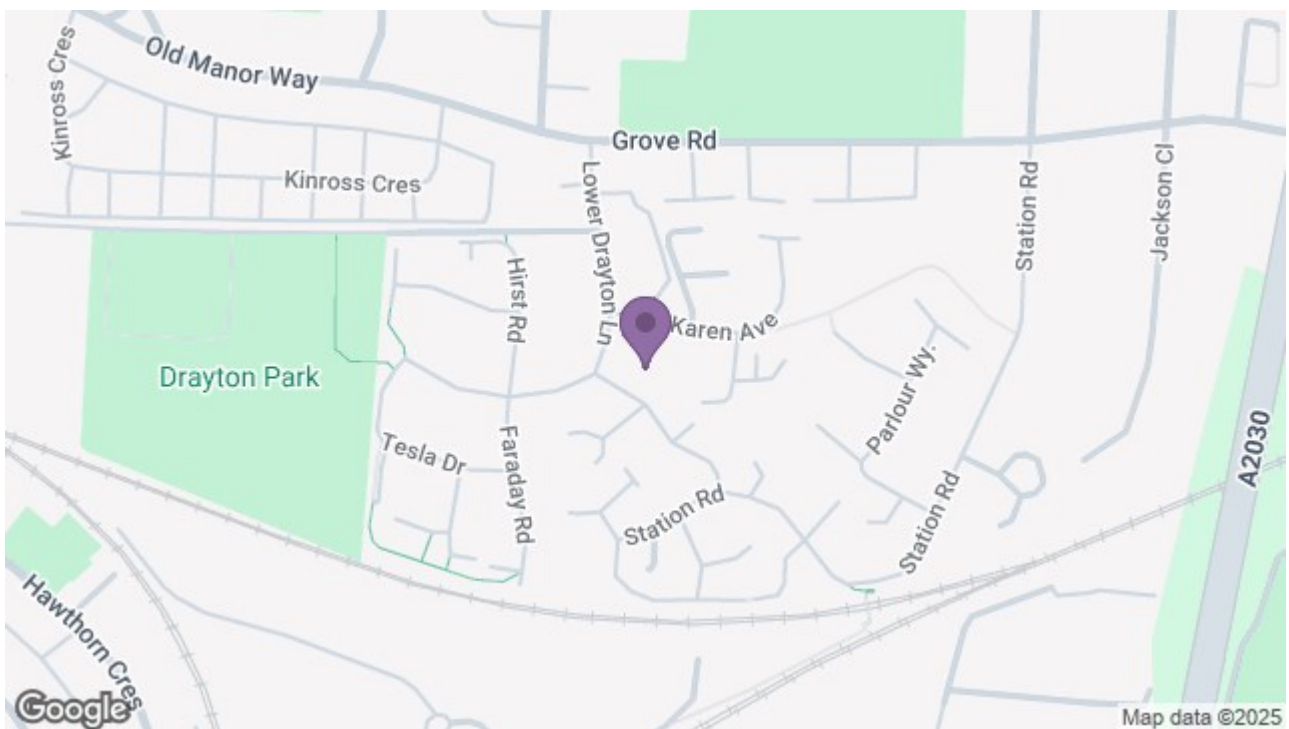 Kinross Cres
Old Manor Way
Grove Rd
Kinross Cres
Lower Drayton Ln
Station Rd
Jackson Cl
Hirst Rd
Karen Ave
Drayton Park
Parlour Wy.
Tesla Dr
Faraday Rd
A2030
Station Rd
Station Rd
Hawthorn Cres
Google
Map data ©2025